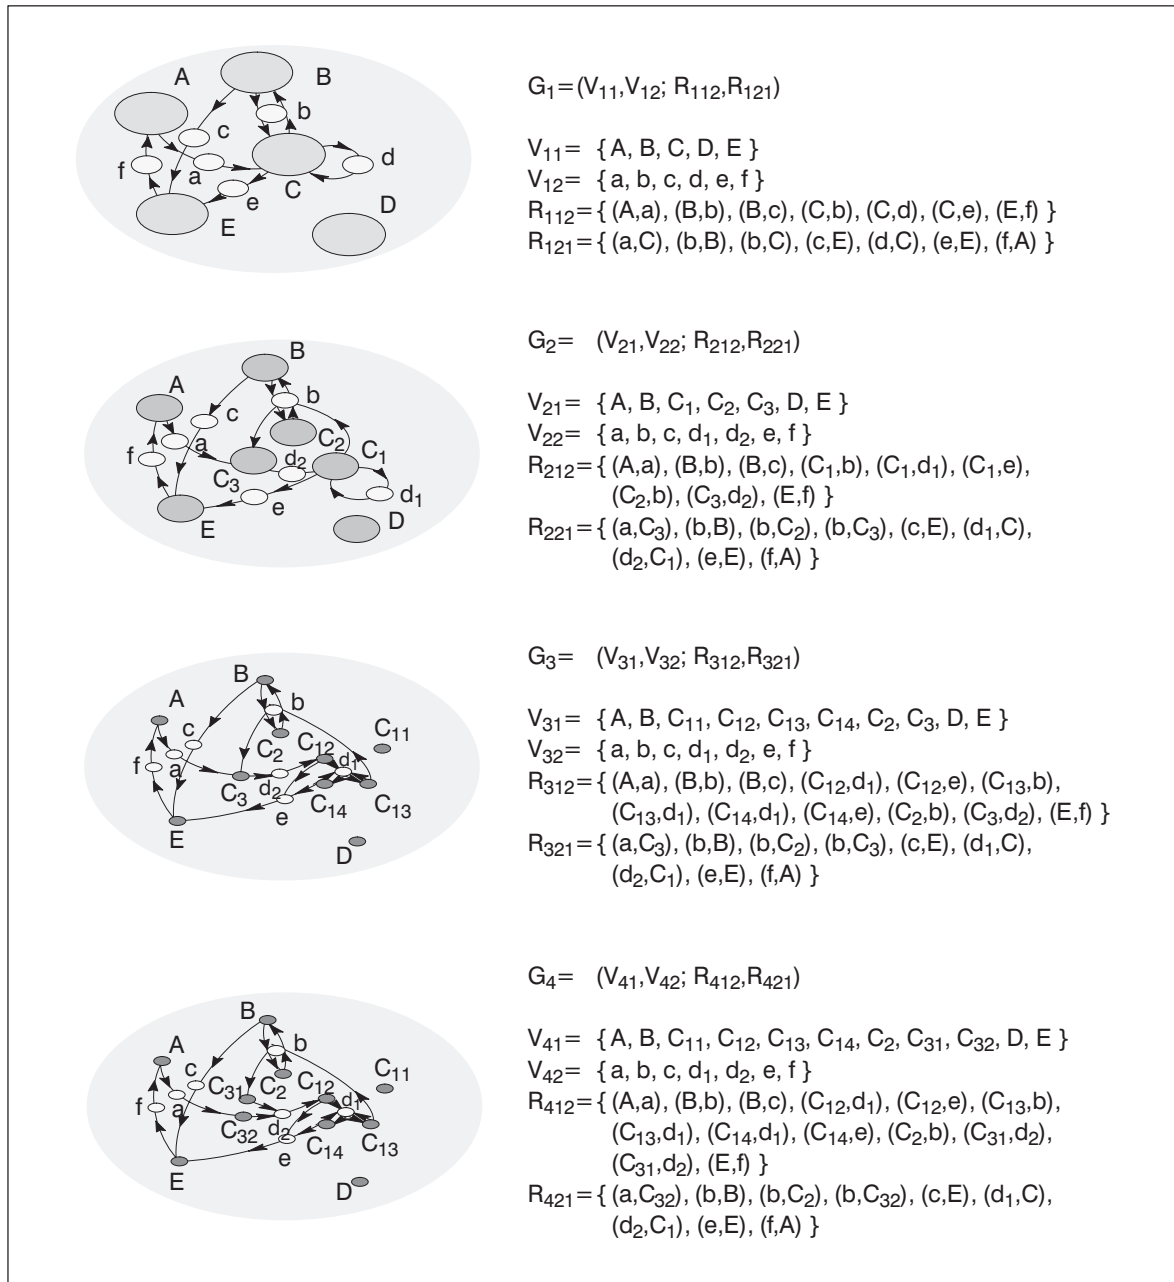 A
B
b
c
d
f
a
C
e
D
E
G₁=(V₁₁,V₁₂; R₁₁₂,R₁₂₁)
V₁₁= { A, B, C, D, E }
V₁₂= { a, b, c, d, e, f }
R₁₁₂={ (A,a), (B,b), (B,c), (C,b), (C,d), (C,e), (E,f) }
R₁₂₁={ (a,C), (b,B), (b,C), (c,E), (d,C), (e,E), (f,A) }
B
A
b
c
C₂
a
f
d₂
C₁
C₃
d₁
e
E
D
G₂= (V₂₁,V₂₂; R₂₁₂,R₂₂₁)
V₂₁= { A, B, C₁, C₂, C₃, D, E }
V₂₂= { a, b, c, d₁, d₂, e, f }
R₂₁₂={ (A,a), (B,b), (B,c), (C₁,b), (C₁,d₁), (C₁,e),
(C₂,b), (C₃,d₂), (E,f) }
R₂₂₁={ (a,C₃), (b,B), (b,C₂), (b,C₃), (c,E), (d₁,C),
(d₂,C₁), (e,E), (f,A) }
B
A
b
c
C₁₁
C₂
C₁₂
f
a
d₁
C₃
d₂
C₁₄
C₁₃
e
E
D
G₃= (V₃₁,V₃₂; R₃₁₂,R₃₂₁)
V₃₁= { A, B, C₁₁, C₁₂, C₁₃, C₁₄, C₂, C₃, D, E }
V₃₂= { a, b, c, d₁, d₂, e, f }
R₃₁₂={ (A,a), (B,b), (B,c), (C₁₂,d₁), (C₁₂,e), (C₁₃,b),
(C₁₃,d₁), (C₁₄,d₁), (C₁₄,e), (C₂,b), (C₃,d₂), (E,f) }
R₃₂₁={ (a,C₃), (b,B), (b,C₂), (b,C₃), (c,E), (d₁,C),
(d₂,C₁), (e,E), (f,A) }
B
A
b
c
C₁₁
C₃₁
C₂
C₁₂
f
a
d₁
C₃₂
d₂
C₁₄
C₁₃
e
E
D
G₄= (V₄₁,V₄₂; R₄₁₂,R₄₂₁)
V₄₁= { A, B, C₁₁, C₁₂, C₁₃, C₁₄, C₂, C₃₁, C₃₂, D, E }
V₄₂= { a, b, c, d₁, d₂, e, f }
R₄₁₂={ (A,a), (B,b), (B,c), (C₁₂,d₁), (C₁₂,e), (C₁₃,b),
(C₁₃,d₁), (C₁₄,d₁), (C₁₄,e), (C₂,b), (C₃₁,d₂),
(C₃₁,d₂), (E,f) }
R₄₂₁={ (a,C₃₂), (b,B), (b,C₂), (b,C₃₂), (c,E), (d₁,C),
(d₂,C₁), (e,E), (f,A) }